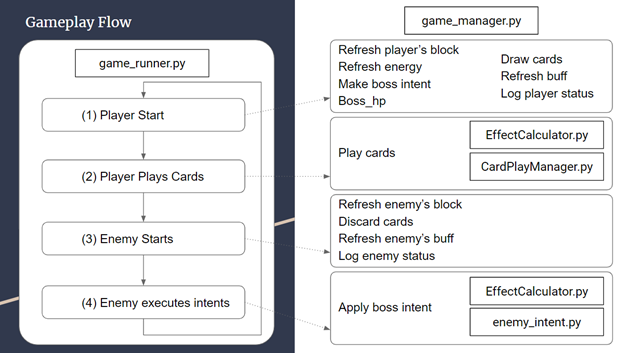 Gameplay Flow
game_runner.py
(1) Player Start
(2) Player Plays Cards
(3) Enemy Starts
(4) Enemy executes intents
game_manager.py
Refresh player's block
Refresh energy
Make boss intent
Boss_hp
Draw cards
Refresh buff
Log player status
Play cards
EffectCalculator.py
CardPlayManager.py
Refresh enemy's block
Discard cards
Refresh enemy's buff
Log enemy status
Apply boss intent
EffectCalculator.py
enemy_intent.py